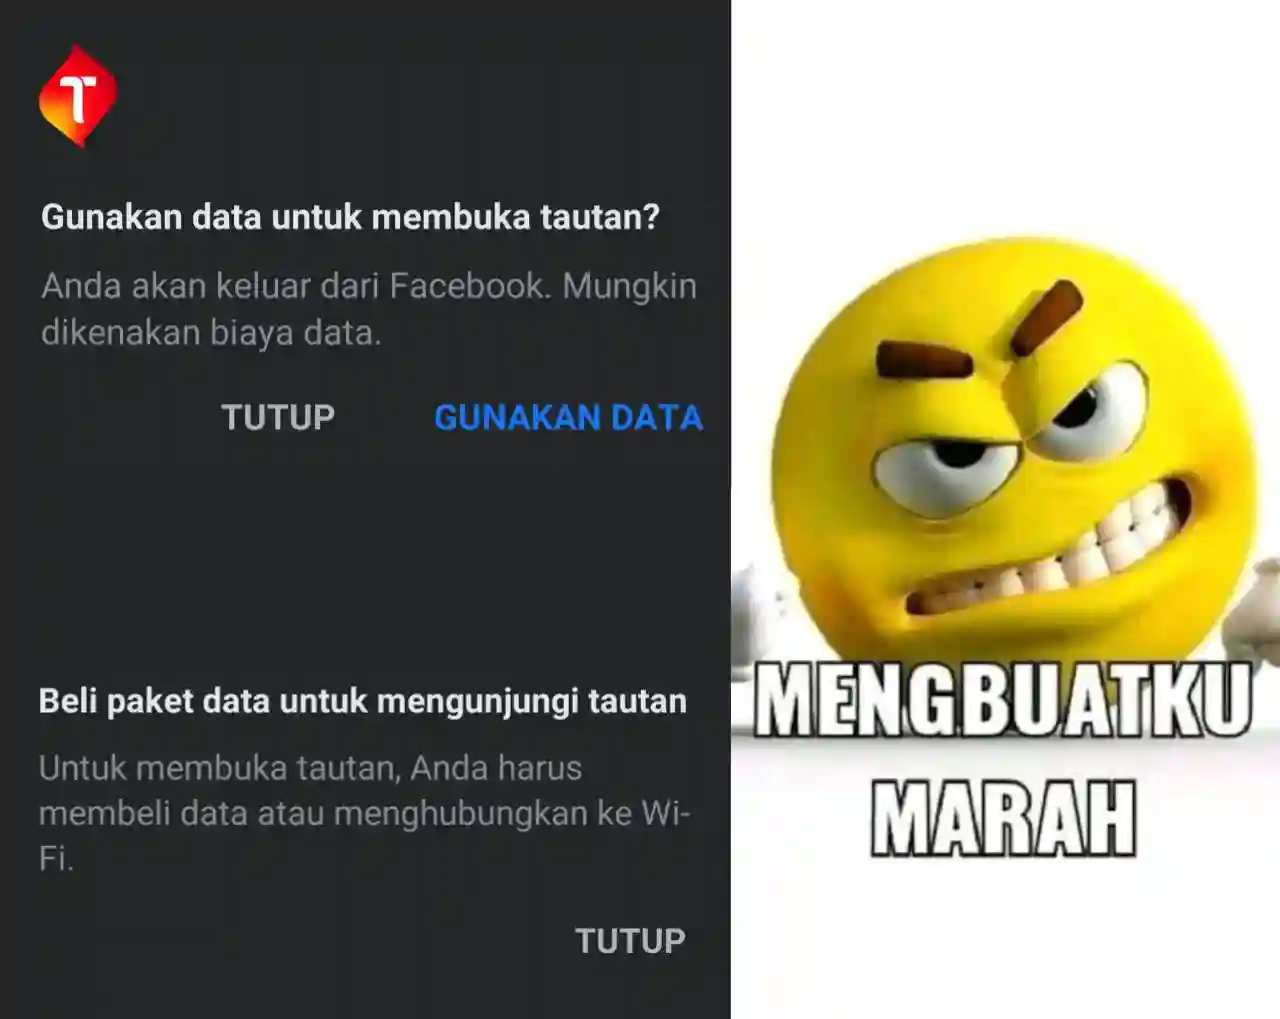 T
Gunakan data untuk membuka tautan?
Anda akan keluar dari Facebook. Mungkin
dikenakan biaya data.
TUTUP GUNAKAN DATA
Beli paket data untuk mengunjungi tautan
Untuk membuka tautan, Anda harus
membeli data atau menghubungkan ke Wi-
Fi.
TUTUP
MENGBUATKU
MARAH